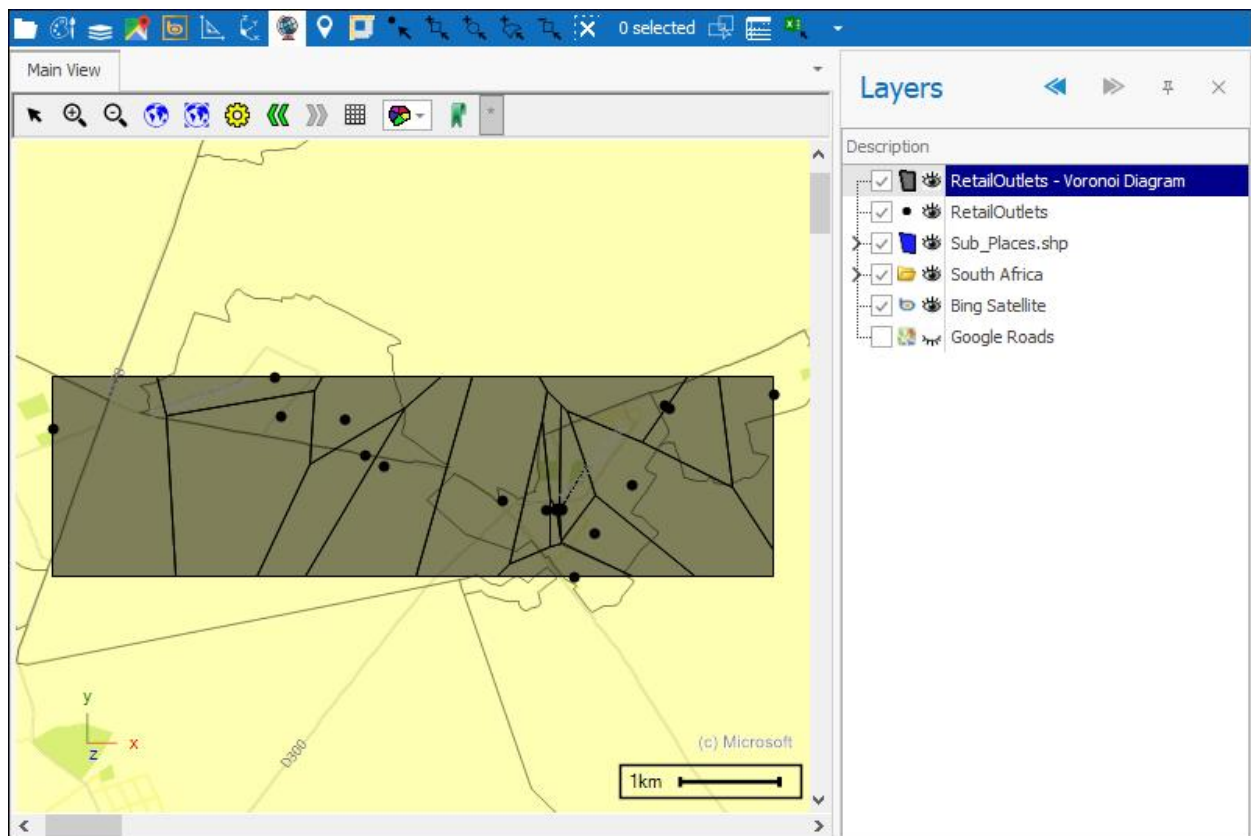 0 selected
Main View
Layers
Description
RetailOutlets - Voronoi Diagram
RetailOutlets
Sub_Places.shp
South Africa
Bing Satellite
Google Roads
y
x
z
D300
(c) Microsoft
1km